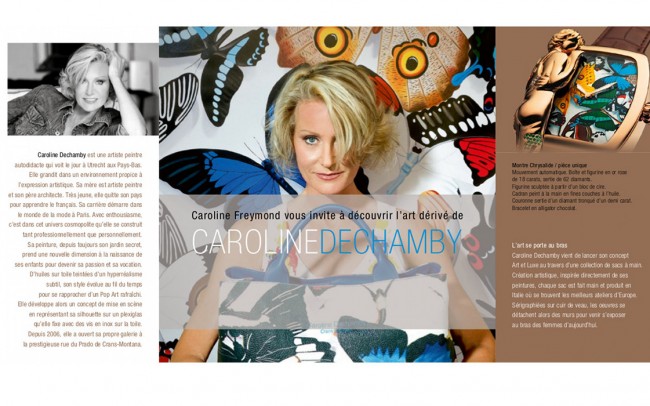 Caroline Dechamby est une artiste peintre
autodidacte qui voit le jour à Utrecht aux Pays-Bas.
Elle grandit dans un environnement propice à
l'expression artistique. Sa mère est artiste peintre
et son père architecte. Très jeune, elle quitte son pays
pour apprendre le français. Sa carrière démarre dans
le monde de la mode à Paris. Avec enthousiasme,
c'est dans cet univers cosmopolite qu'elle se construit
tant professionnellement que personnellement.
Sa peinture, depuis toujours son jardin secret,
prend une nouvelle dimension à la naissance de
ses enfants pour devenir sa passion et sa vocation.
D'huiles sur toile teintées d'un hyperréalisme
subtil, son style évolue au fil du temps
pour se rapprocher d'un Pop Art rafraîchi.
Elle développe alors un concept de mise en scène
en représentant sa silhouette sur un plexiglas
qu'elle fixe avec des vis en inox sur la toile.
Depuis 2006, elle a ouvert sa propre galerie à
la prestigieuse rue du Prado de Crans-Montana.
Caroline Freymond vous invite à découvrir l'art dérivé de
CAROLINEDECHAMBY
Montre Chrysalide / pièce unique
Mouvement automatique. Boîte et figurine en or rose
de 18 carats, sertie de 62 diamants.
Figurine sculptée à partir d'un bloc de cire.
Cadran peint à la main en fines couches à l'huile.
Couronne sertie d'un diamant troïque d'un demi carat.
Bracelet en alligator chocolat.
L'art se porte au bras
Caroline Dechamby vient de lancer son concept
Art et Luxe au travers d'une collection de sacs à main.
Création artistique, inspirée directement de ses
peintures, chaque sac est fait main et produit en
Italie où se trouvent les meilleurs ateliers d'Europe.
Sérigraphiées sur cuir de veau, les oeuvres se
détachent alors des murs pour venir s'exposer
au bras des femmes d'aujourd'hui.